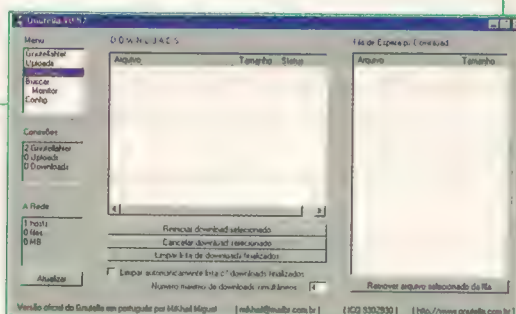 Gnutella v0.
Menu
GnutellaNet
Uploads
Buscar
Monitor
Config
Conexões
2 GnutellaNet
0 Uploads
0 Downloads
A Rede
1 hosts
0 files
0 MB
Atualizar
DOWNLOADS
Arquivo Tamanho Status
Reiniciar download selecionado
Cancelar download selecionado
Limpar lista de downloads finalizados
Limpar automaticamente lista downloads finalizados
Número máximo de downloads simultâneos 4
Fila de Espera p/ Download
Arquivo Tamanho
Remover arquivo selecionado da fila
Versão oficial do Gnutella em português por Mikhail Miguel